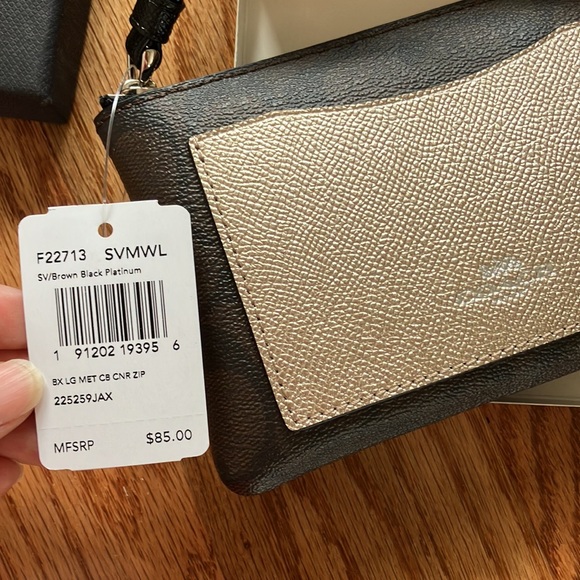 F22713 SVMWL
SV/Brown Black Platinum
1 91202 19395 6
BX LG MET CB CNR ZIP
225259JAX
MFSRP $85.00